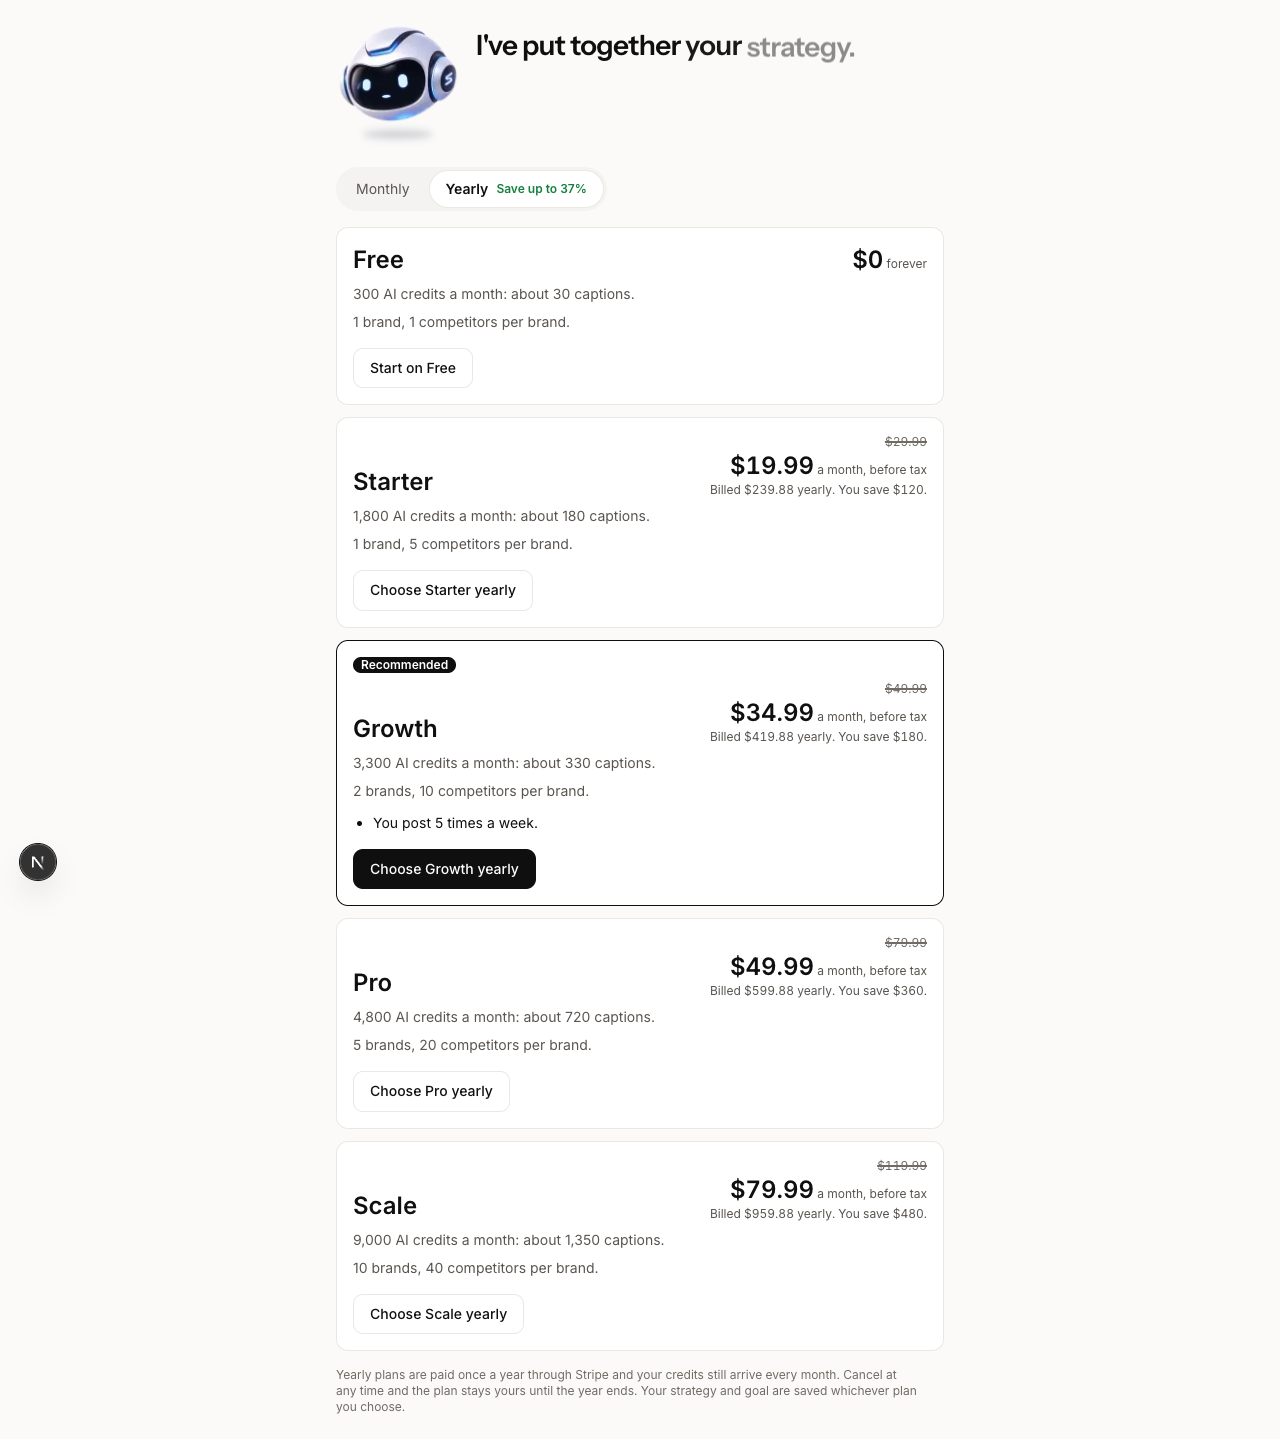 I've put together your strategy.
Monthly
Yearly Save up to 37%
Free
$0 forever
300 AI credits a month: about 30 captions.
1 brand, 1 competitors per brand.
Start on Free
$29.99
$19.99 a month, before tax
Starter
Billed $239.88 yearly. You save $120.
1,800 AI credits a month: about 180 captions.
1 brand, 5 competitors per brand.
Choose Starter yearly
Recommended
$49.99
$34.99 a month, before tax
Growth
Billed $419.88 yearly. You save $180.
3,300 AI credits a month: about 330 captions.
2 brands, 10 competitors per brand.
• You post 5 times a week.
Choose Growth yearly
$79.99
$49.99 a month, before tax
Pro
Billed $599.88 yearly. You save $360.
4,800 AI credits a month: about 720 captions.
5 brands, 20 competitors per brand.
Choose Pro yearly
$119.99
$79.99 a month, before tax
Scale
Billed $959.88 yearly. You save $480.
9,000 AI credits a month: about 1,350 captions.
10 brands, 40 competitors per brand.
Choose Scale yearly
Yearly plans are paid once a year through Stripe and your credits still arrive every month. Cancel at
any time and the plan stays yours until the year ends. Your strategy and goal are saved whichever plan
you choose.